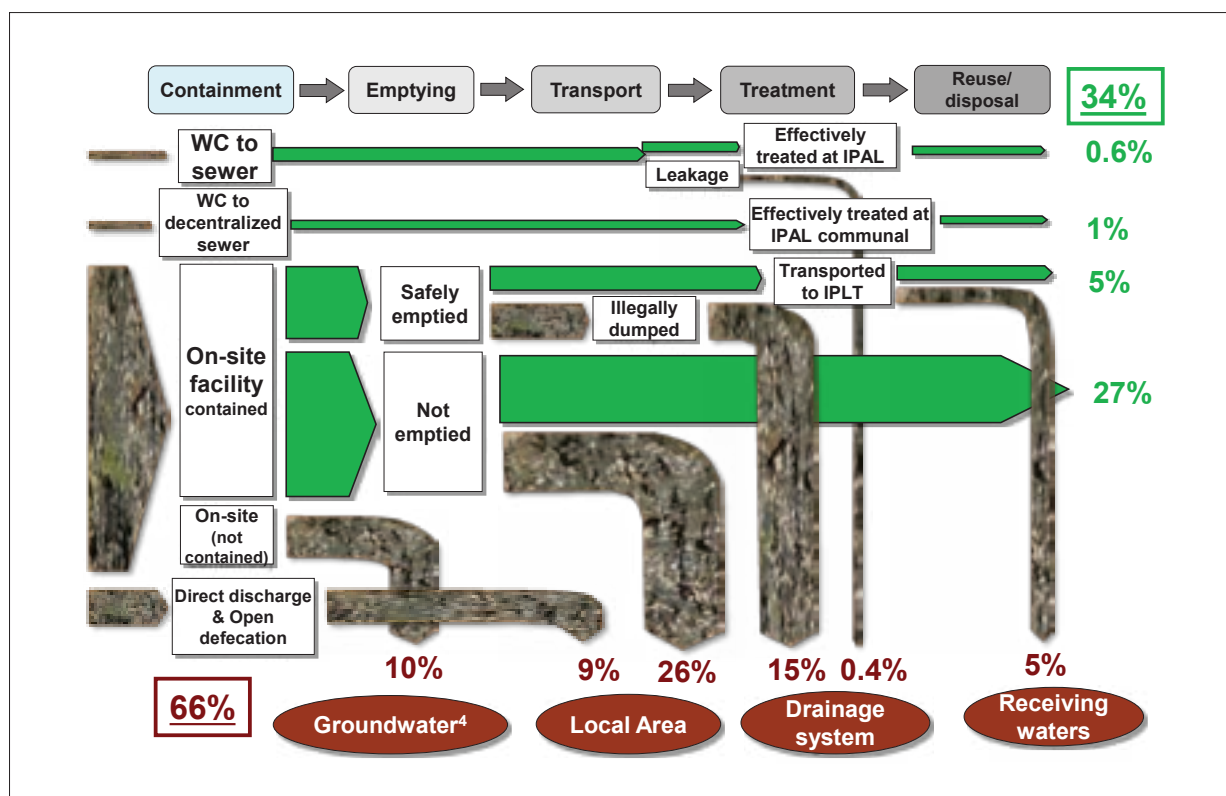 Containment
Emptying
Transport
Treatment
Reuse/
disposal
34%
WC to
sewer
Effectively
treated at IPAL
0.6%
Leakage
WC to
decentralized
sewer
Effectively treated at
IPAL communal
1%
Safely
emptied
Transported
to IPLT
5%
Illegally
dumped
On-site
facility
contained
Not
emptied
27%
On-site
(not
contained)
Direct discharge
& Open
defecation
10%
9%
26%
15%
0.4%
5%
66%
Groundwater⁴
Local Area
Drainage
system
Receiving
waters